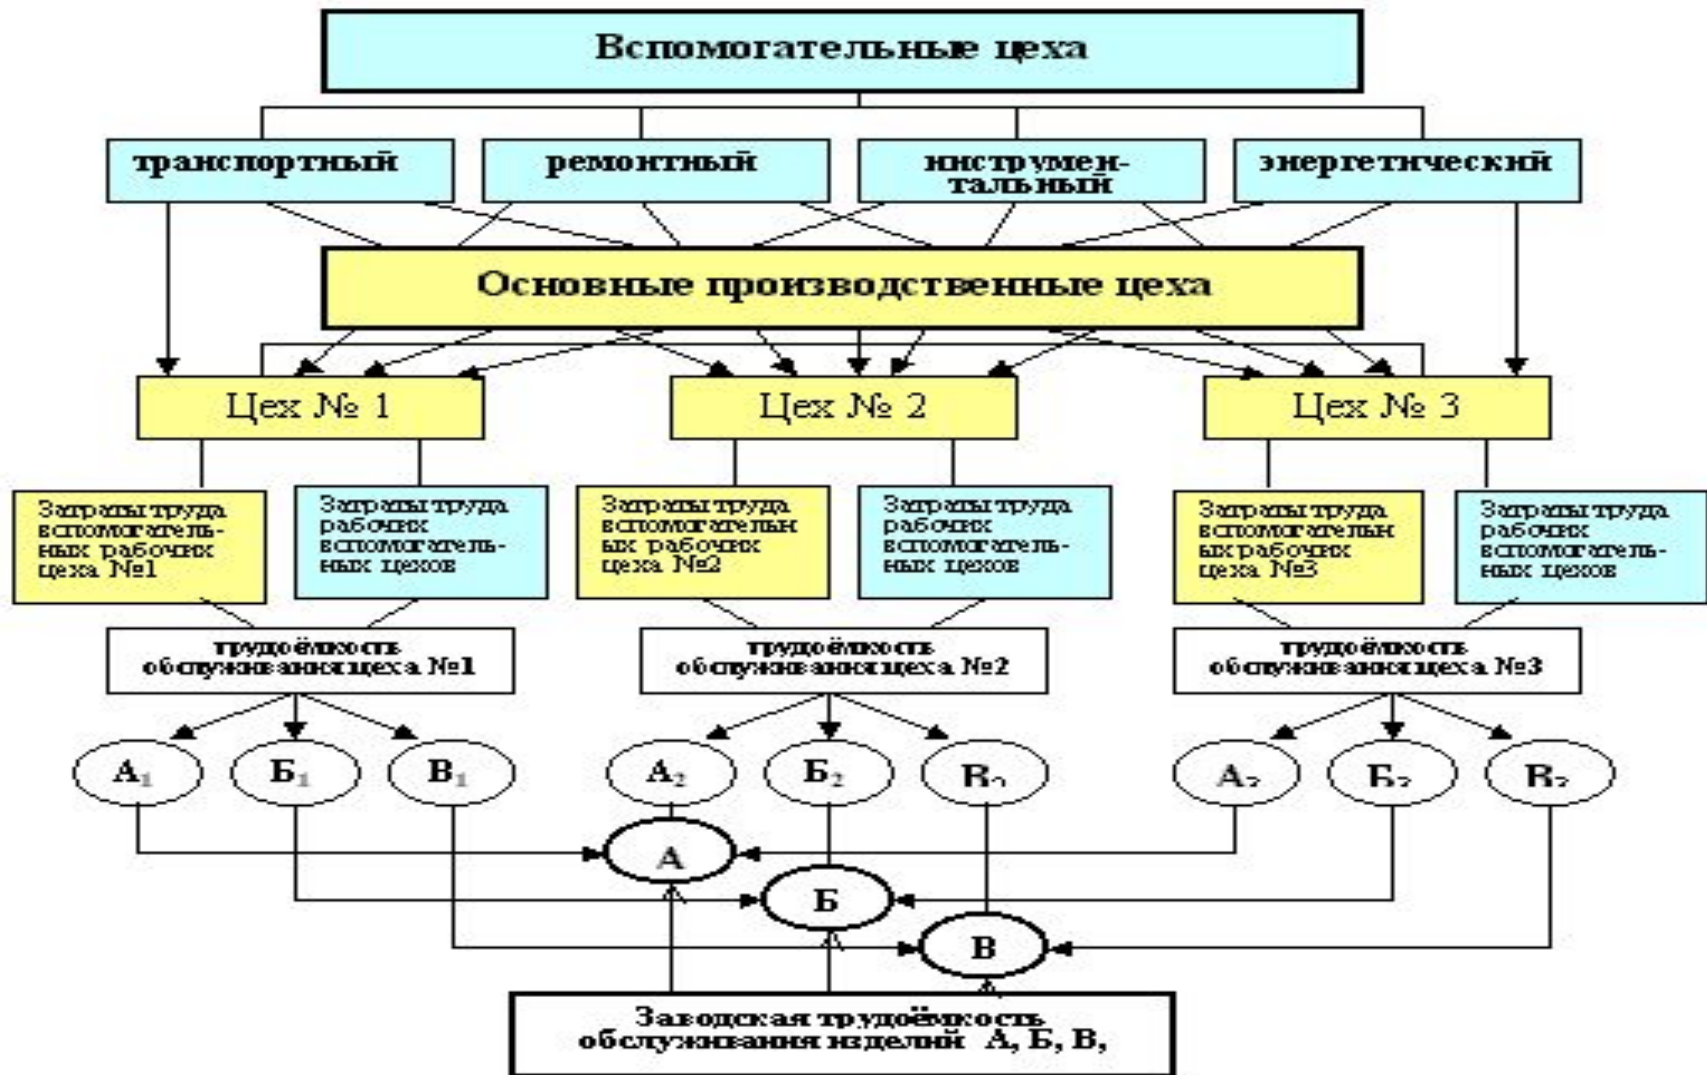 Вспомогательные цеха
транспортный
ремонтный
инструмен-
тальный
энергетический
Основные производственные цеха
Цех № 1
Цех № 2
Цех № 3
Затраты труда
вспомогатель-
ных рабочих
цеха №1
Затраты труда
рабочих
вспомогатель-
ных цехов
Затраты труда
вспомогательн
ых рабочих
цеха №2
Затраты труда
рабочих
вспомогатель-
ных цехов
Затраты труда
вспомогательн
ых рабочих
цеха №3
Затраты труда
рабочих
вспомогатель-
ных цехов
трудоёмкость
обслуживания цеха №1
трудоёмкость
обслуживания цеха №2
трудоёмкость
обслуживания цеха №3
А₁
Б₁
В₁
А₂
Б₂
В₂
А₃
Б₃
В₃
А
Б
В
Заводская трудоёмкость
обслуживания изделий А, Б, В,